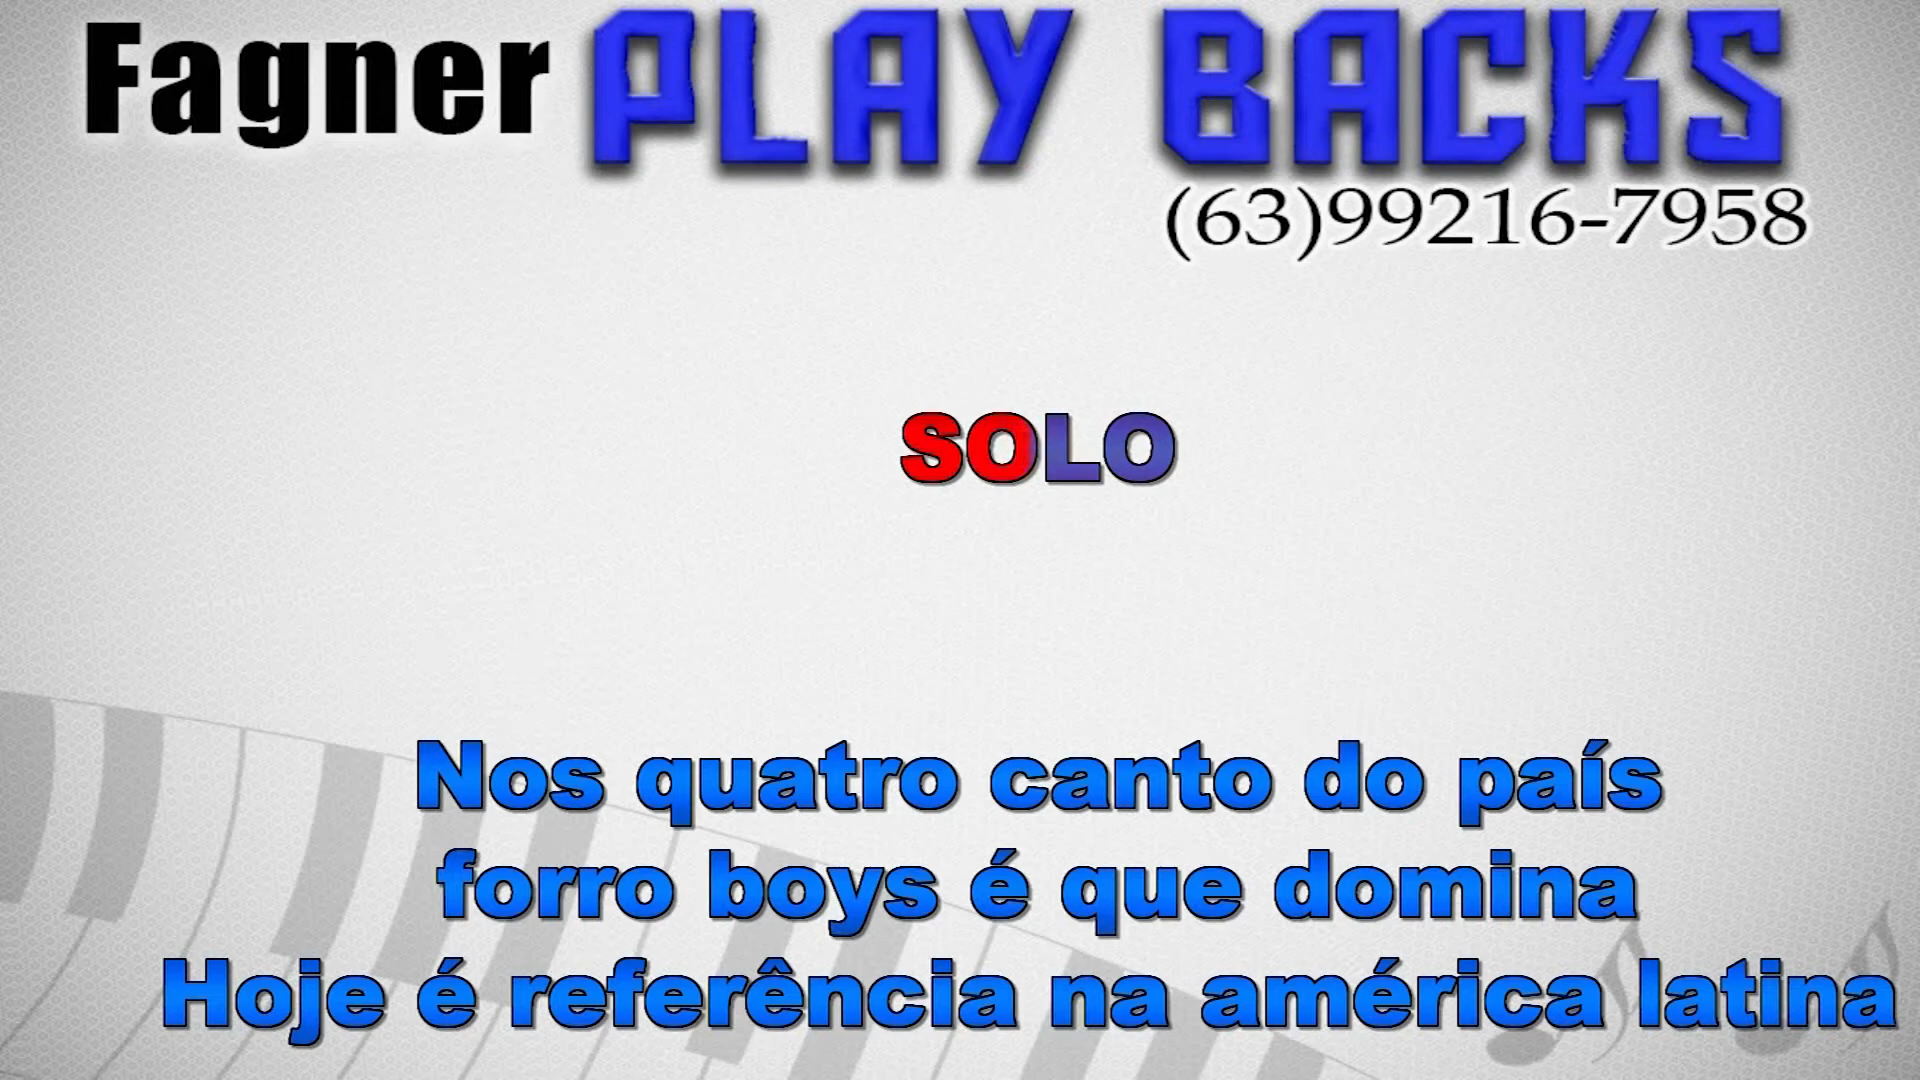 Fagner PLAY BACKS
(63)99216-7958
SOLO
Nos quatro canto do país
forro boys é que domina
Hoje é referência na américa latina